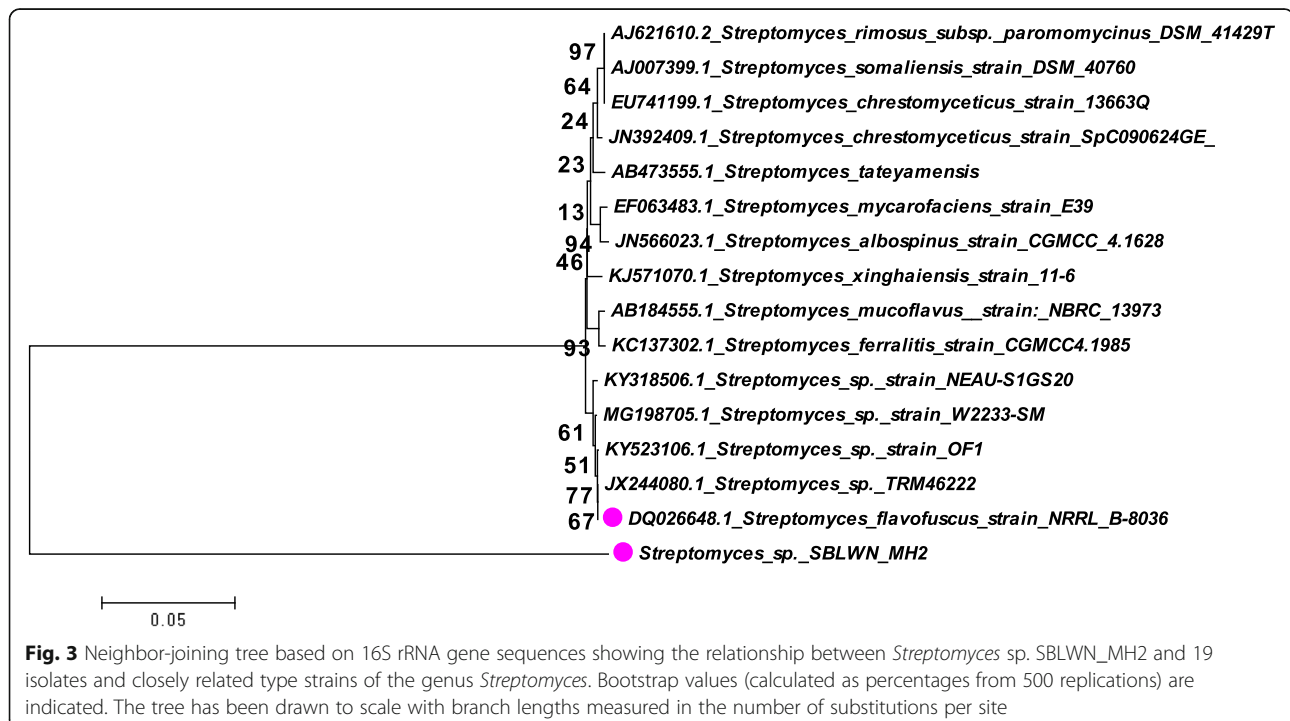 AJ621610.2_Streptomyces_rimosus_subsp._paromomycinus_DSM_41429T
97
AJ007399.1_Streptomyces_somaliensis_strain_DSM_40760
64
EU741199.1_Streptomyces_chrestomyceticus_strain_13663Q
24
JN392409.1_Streptomyces_chrestomyceticus_strain_SpC090624GE_
23
AB473555.1_Streptomyces_tateyamensis
EF063483.1_Streptomyces_mycarofaciens_strain_E39
13
JN566023.1_Streptomyces_albospinus_strain_CGMCC_4.1628
94
46
KJ571070.1_Streptomyces_xinghaiensis_strain_11-6
AB184555.1_Streptomyces_mucoflavus__strain:_NBRC_13973
KC137302.1_Streptomyces_ferralitis_strain_CGMCC4.1985
93
KY318506.1_Streptomyces_sp._strain_NEAU-S1GS20
MG198705.1_Streptomyces_sp._strain_W2233-SM
61
KY523106.1_Streptomyces_sp._strain_OF1
51
JX244080.1_Streptomyces_sp._TRM46222
77
DQ026648.1_Streptomyces_flavofuscus_strain_NRRL_B-8036
67
Streptomyces_sp._SBLWN_MH2
0.05
Fig. 3 Neighbor-joining tree based on 16S rRNA gene sequences showing the relationship between Streptomyces sp. SBLWN_MH2 and 19
isolates and closely related type strains of the genus Streptomyces. Bootstrap values (calculated as percentages from 500 replications) are
indicated. The tree has been drawn to scale with branch lengths measured in the number of substitutions per site